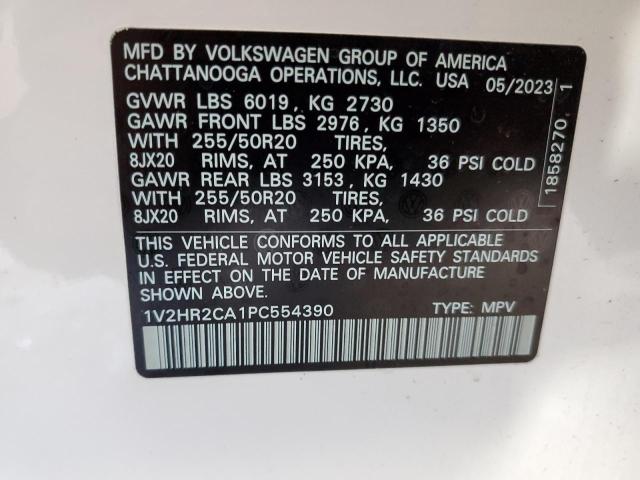 MFD BY VOLKSWAGEN GROUP OF AMERICA
CHATTANOOGA OPERATIONS, LLC. USA 05/2023
GVWR LBS 6019, KG 2730
GAWR FRONT LBS 2976, KG 1350
WITH 255/50R20 TIRES,
8JX20 RIMS, AT 250 KPA, 36 PSI COLD
GAWR REAR LBS 3153, KG 1430
WITH 255/50R20 TIRES,
8JX20 RIMS, AT 250 KPA, 36 PSI COLD
THIS VEHICLE CONFORMS TO ALL APPLICABLE
U.S. FEDERAL MOTOR VEHICLE SAFETY STANDARDS
IN EFFECT ON THE DATE OF MANUFACTURE
SHOWN ABOVE.
1V2HR2CA1PC554390 TYPE: MPV
1858270 1